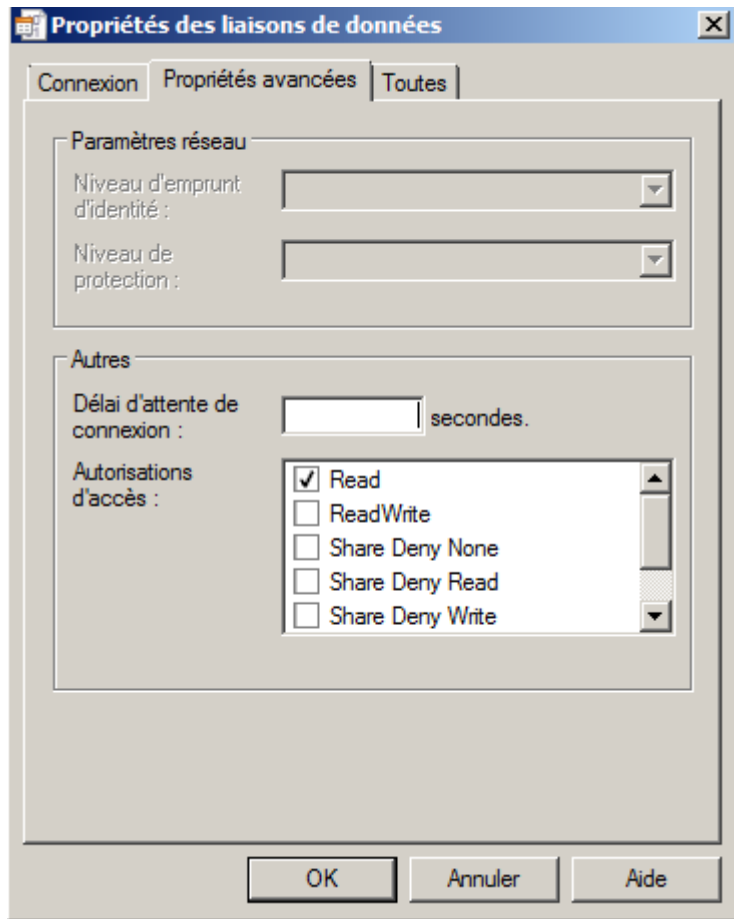 Propriétés des liaisons de données
Connexion Propriétés avancées Toutes
Paramètres réseau
Niveau d'emprunt
d'identité :
Niveau de
protection :
Autres
Délai d'attente de
connexion :
secondes.
Autorisations
d'accès :
Read
ReadWrite
Share Deny None
Share Deny Read
Share Deny Write
OK Annuler Aide